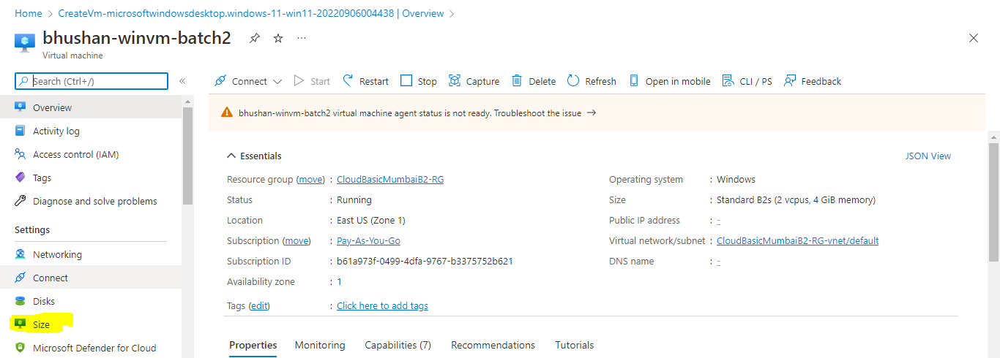 Home > CreateVm-microsoftwindowsdesktop.windows-11-win11-20220906004438 | Overview >
bhushan-winvm-batch2
...
Virtual machine
Search (Ctrl+/)
«
Overview
Activity log
Access control (IAM)
Tags
Diagnose and solve problems
Settings
Networking
Connect
Disks
Size
Microsoft Defender for Cloud
Connect Start Restart Stop Capture Delete Refresh Open in mobile CLI / PS Feedback
bhushan-winvm-batch2 virtual machine agent status is not ready. Troubleshoot the issue →
Essentials
JSON View
Resource group (move) : CloudBasicMumbaiB2-RG
Status : Running
Location : East US (Zone 1)
Subscription (move) : Pay-As-You-Go
Subscription ID : b61a973f-0499-4dfa-9767-b3375752b621
Availability zone : 1
Tags (edit) : Click here to add tags
Operating system : Windows
Size : Standard B2s (2 vcpus, 4 GiB memory)
Public IP address : -
Virtual network/subnet : CloudBasicMumbaiB2-RG-vnet/default
DNS name : -
Properties Monitoring Capabilities (7) Recommendations Tutorials